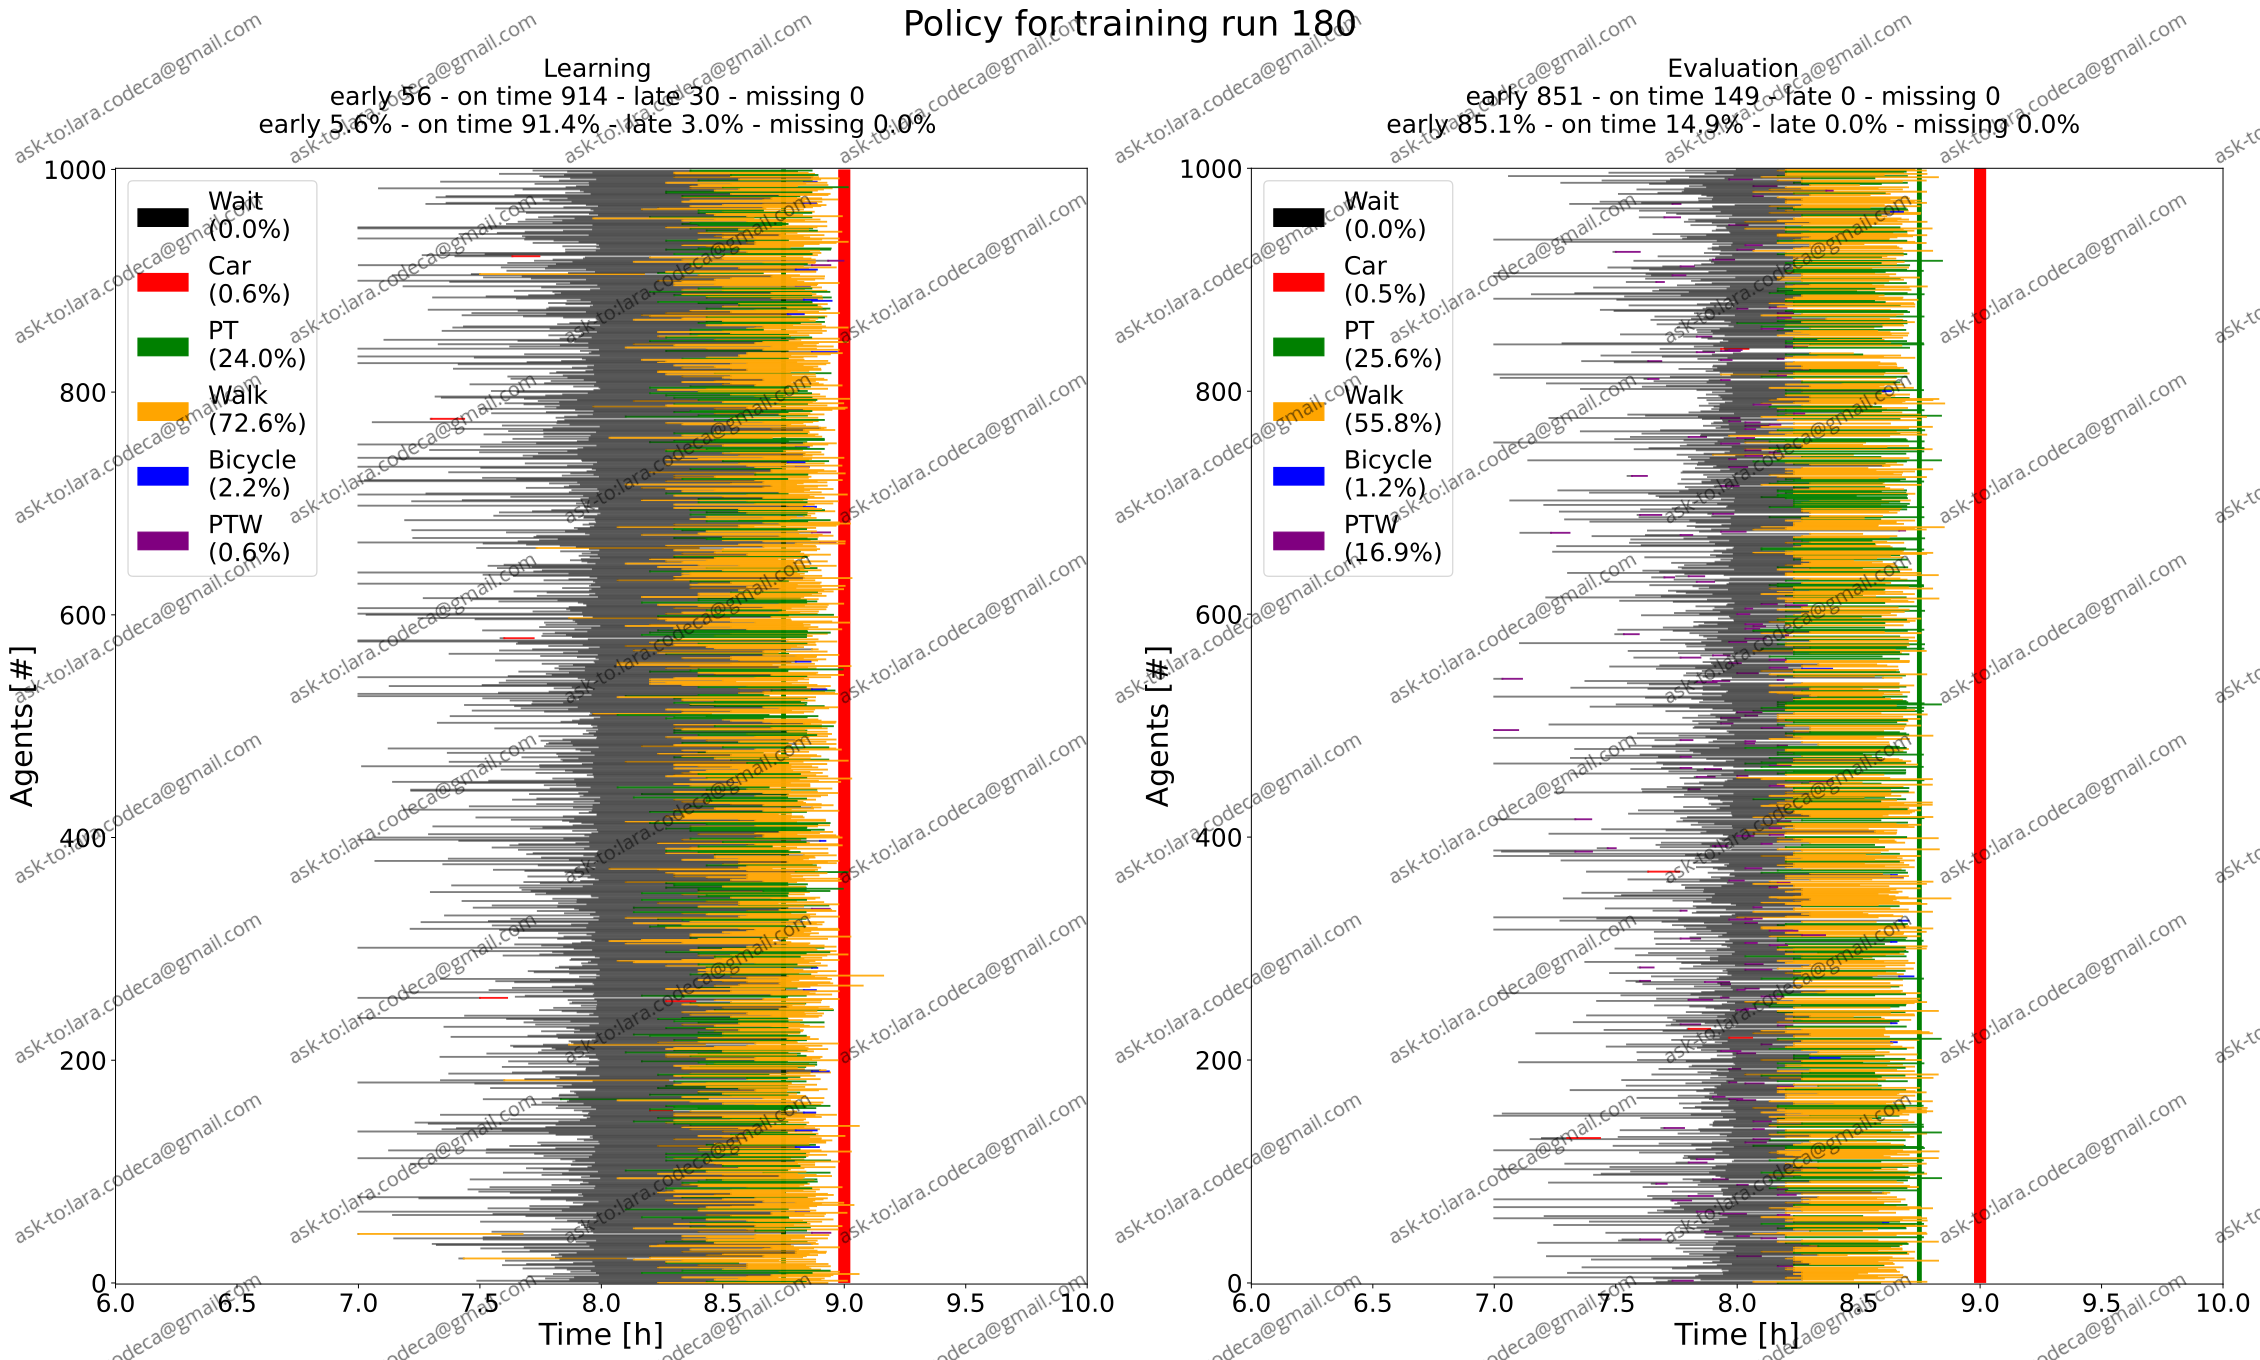 Policy for training run 180
Learning
early 56 - on time 914 - late 30 - missing 0
early 5.6% - on time 91.4% - late 3.0% - missing 0.0%
Agents [#]
1000
800
600
400
200
0
Wait
(0.0%)
Car
(0.6%)
PT
(24.0%)
Walk
(72.6%)
Bicycle
(2.2%)
PTW
(0.6%)
6.0 6.5 7.0 7.5 8.0 8.5 9.0 9.5 10.0
Time [h]
Evaluation
early 851 - on time 149 - late 0 - missing 0
early 85.1% - on time 14.9% - late 0.0% - missing 0.0%
Agents [#]
1000
800
600
400
200
0
Wait
(0.0%)
Car
(0.5%)
PT
(25.6%)
Walk
(55.8%)
Bicycle
(1.2%)
PTW
(16.9%)
6.0 6.5 7.0 7.5 8.0 8.5 9.0 9.5 10.0
Time [h]
ask-to:lara.codeca@gmail.com